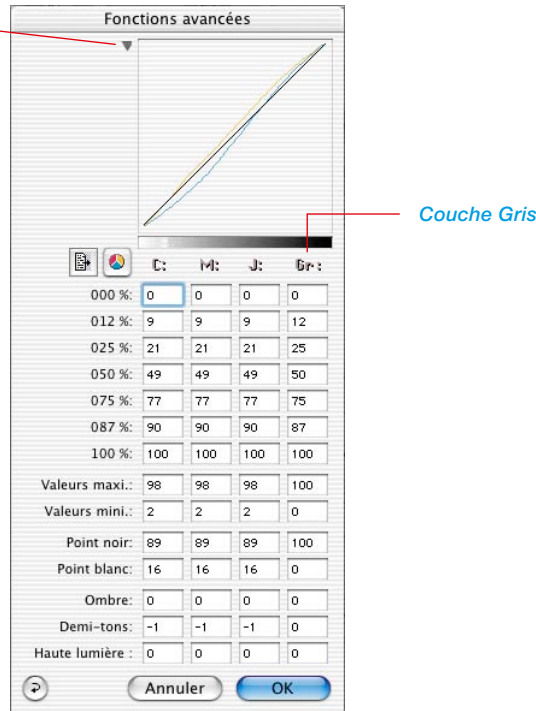 Fonctions avancées
Couche Gris
C: M: J: Gr:
000 %: 0 0 0 0
012 %: 9 9 9 12
025 %: 21 21 21 25
050 %: 49 49 49 50
075 %: 77 77 77 75
087 %: 90 90 90 87
100 %: 100 100 100 100
Valeurs maxi.: 98 98 98 100
Valeurs mini.: 2 2 2 0
Point noir: 89 89 89 100
Point blanc: 16 16 16 0
Ombre: 0 0 0 0
Demi-tons: -1 -1 -1 0
Haute lumière : 0 0 0 0
Annuler OK